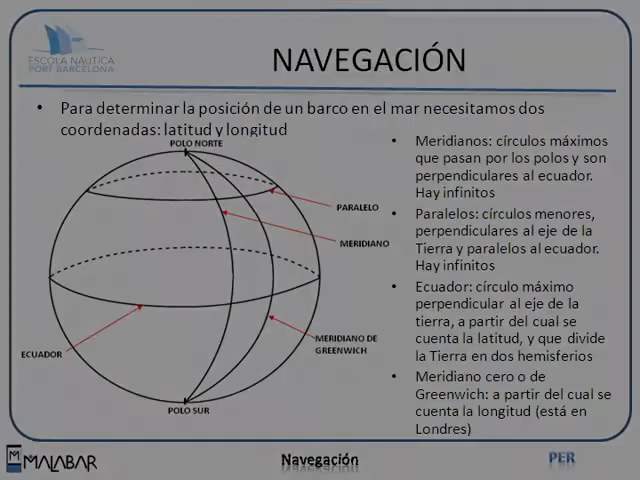 ESCOLA NÀUTICA
PORT BARCELONA
NAVEGACIÓN
• Para determinar la posición de un barco en el mar necesitamos dos
coordenadas: latitud y longitud
POLO NORTE
PARALELO
MERIDIANO
MERIDIANO DE
GREENWICH
ECUADOR
POLO SUR
• Meridianos: círculos máximos
que pasan por los polos y son
perpendiculares al ecuador.
Hay infinitos
• Paralelos: círculos menores,
perpendiculares al eje de la
Tierra y paralelos al ecuador.
Hay infinitos
• Ecuador: círculo máximo
perpendicular al eje de la
tierra, a partir del cual se
cuenta la latitud, y que divide
la Tierra en dos hemisferios
• Meridiano cero o de
Greenwich: a partir del cual se
cuenta la longitud (está en
Londres)
MALABAR
Navegación
PER